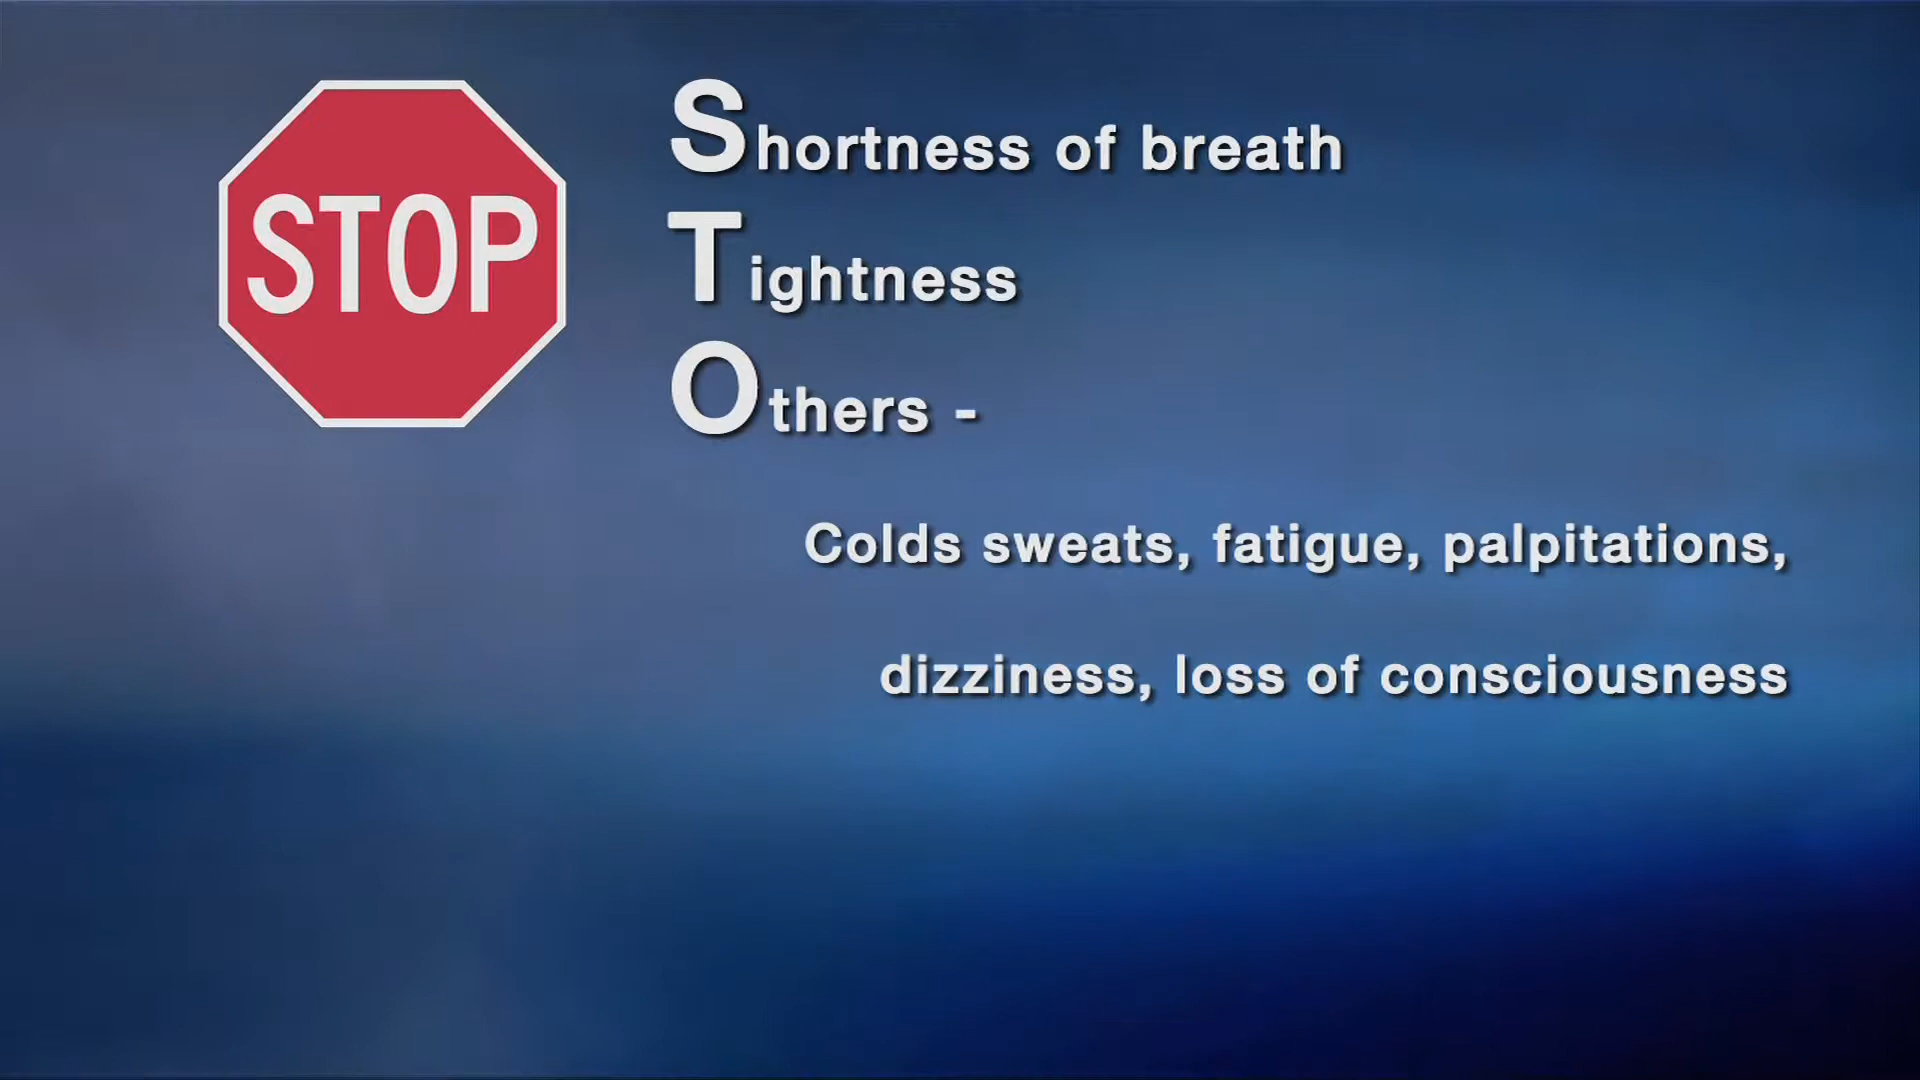 STOP
Shortness of breath
Tightness
Others -
Colds sweats, fatigue, palpitations,
dizziness, loss of consciousness